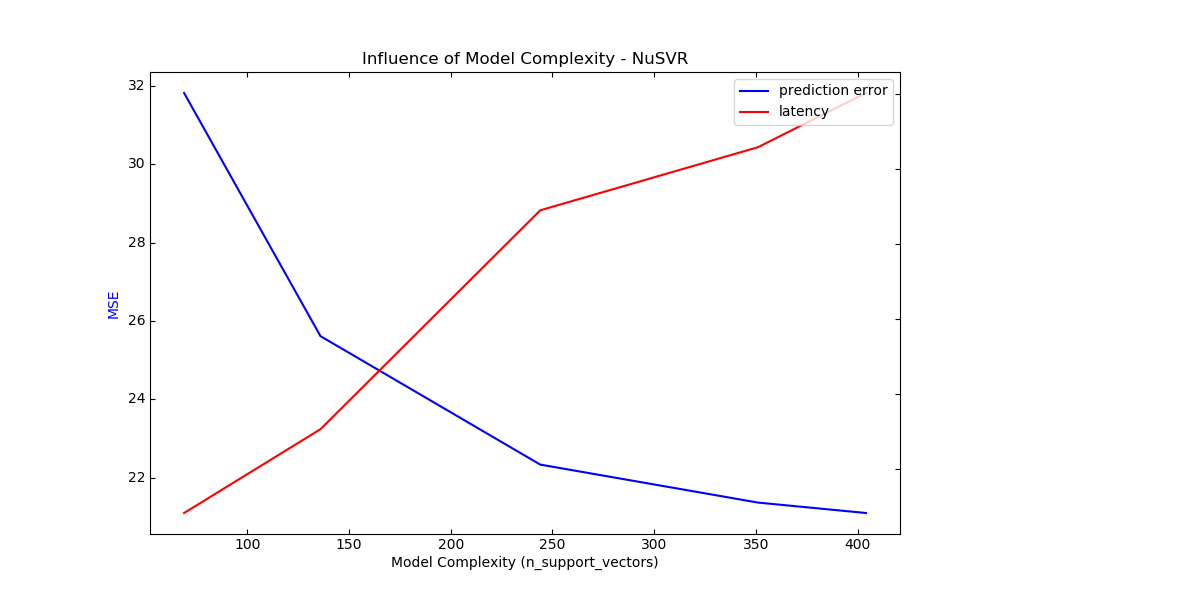 Influence of Model Complexity - NuSVR
prediction error
latency
32
30
28
26
24
22
MSE
100 150 200 250 300 350 400
Model Complexity (n_support_vectors)